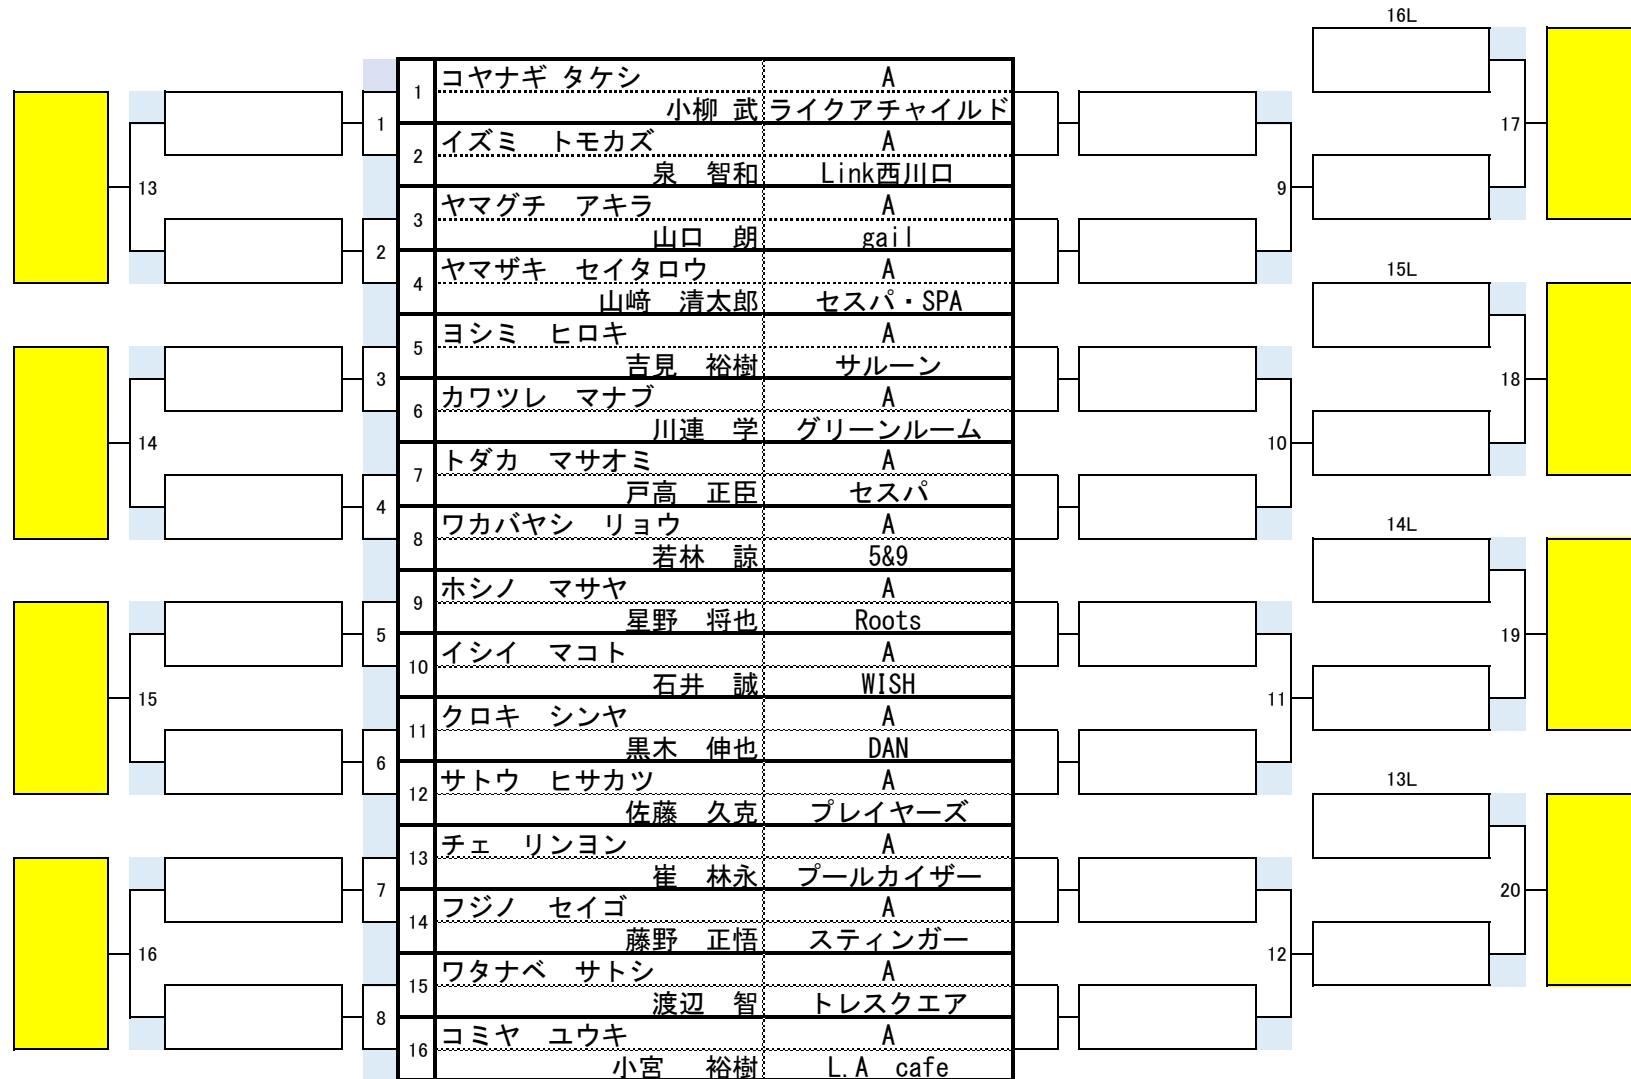 16L
1 コヤナギ タケシ A
小柳 武 ライクアチャイルド
1
17
2 イズミ トモカズ A
泉 智和 Link西川口
13
9
3 ヤマグチ アキラ A
山口 朗 gail
2
4 ヤマザキ セイタロウ A
15L
山﨑 清太郎 セスパ・SPA
5 ヨシミ ヒロキ A
吉見 裕樹 サルーン
3
18
6 カワツレ マナブ A
川連 学 グリーンルーム
14
10
7 トダカ マサオミ A
戸高 正臣 セスパ
4
8 ワカバヤシ リョウ A
14L
若林 諒 5&9
9 ホシノ マサヤ A
星野 将也 Roots
5
19
10 イシイ マコト A
石井 誠 WISH
15
11
11 クロキ シンヤ A
黒木 伸也 DAN
6
12 サトウ ヒサカツ A
13L
佐藤 久克 プレイヤーズ
13 チェ リンヨン A
崔 林永 プールカイザー
7
20
14 フジノ セイゴ A
藤野 正悟 スティンガー
16
12
15 ワタナベ サトシ A
渡辺 智 トレスクエア
8
16 コミヤ ユウキ A
小宮 裕樹 L.A cafe